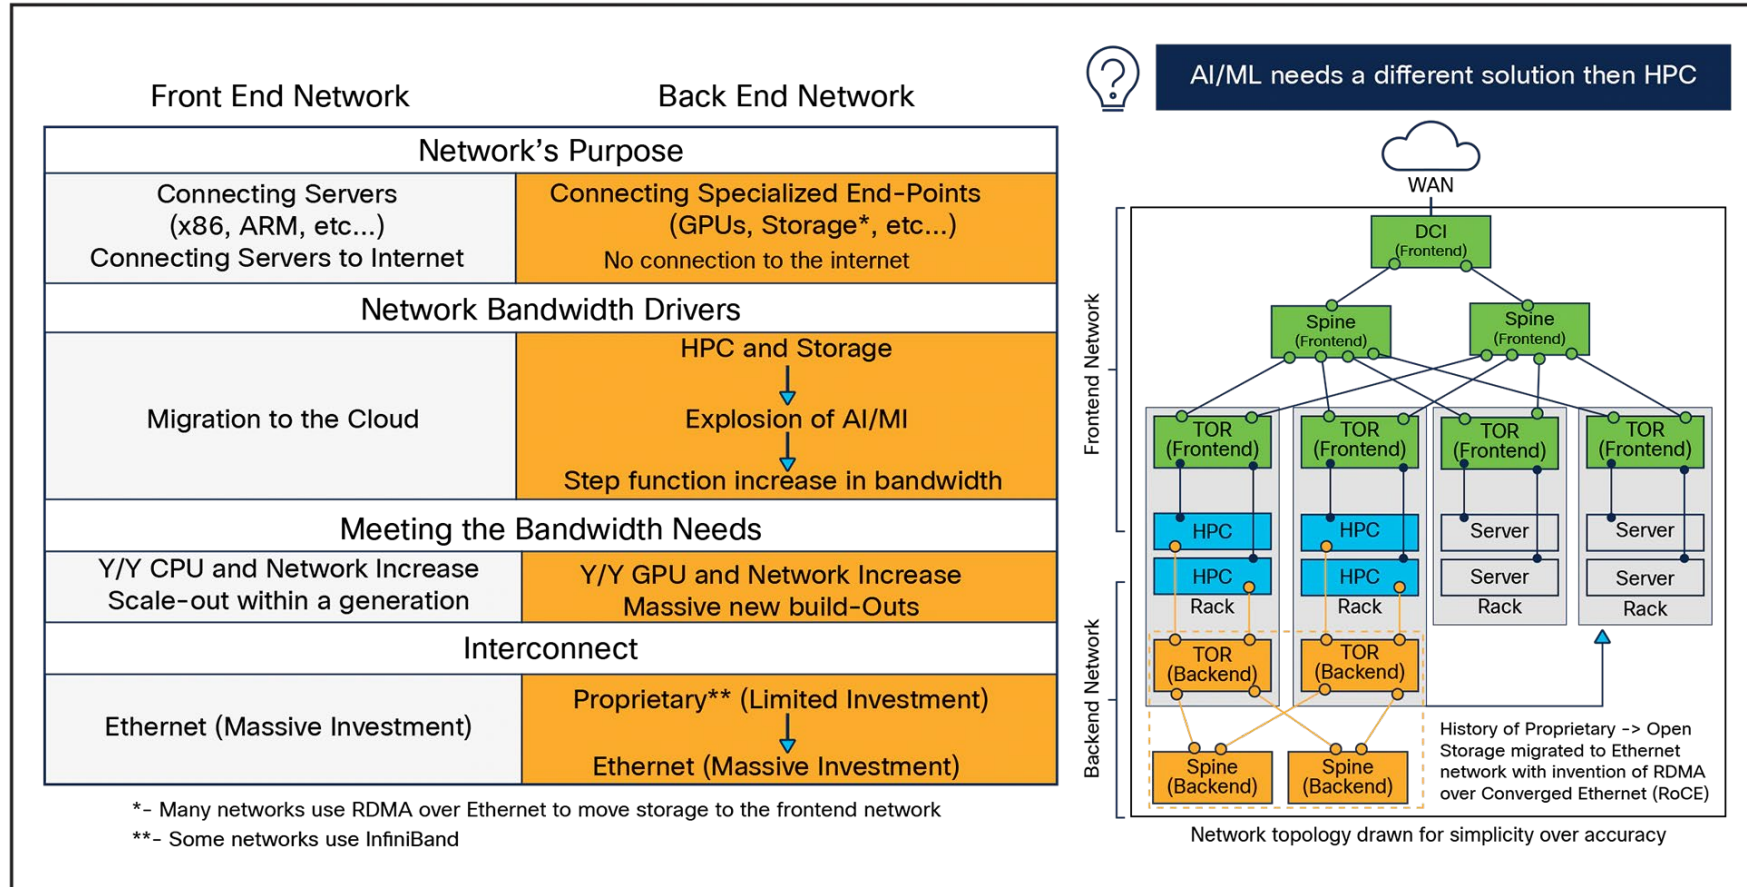 Front End Network
Back End Network
Network's Purpose
Connecting Servers
(x86, ARM, etc...)
Connecting Servers to Internet
Connecting Specialized End-Points
(GPUs, Storage*, etc...)
No connection to the internet
Network Bandwidth Drivers
Migration to the Cloud
HPC and Storage
Explosion of AI/MI
Step function increase in bandwidth
Meeting the Bandwidth Needs
Y/Y CPU and Network Increase
Scale-out within a generation
Y/Y GPU and Network Increase
Massive new build-Outs
Interconnect
Ethernet (Massive Investment)
Proprietary** (Limited Investment)
Ethernet (Massive Investment)
*- Many networks use RDMA over Ethernet to move storage to the frontend network
**- Some networks use InfiniBand
?
AI/ML needs a different solution then HPC
WAN
Frontend Network
DCI
(Frontend)
Spine
(Frontend)
Spine
(Frontend)
TOR
(Frontend)
TOR
(Frontend)
TOR
(Frontend)
TOR
(Frontend)
HPC
HPC
Server
Server
HPC
HPC
Server
Server
Rack
Rack
Rack
Rack
Backend Network
TOR
(Backend)
TOR
(Backend)
Spine
(Backend)
Spine
(Backend)
History of Proprietary -> Open
Storage migrated to Ethernet
network with invention of RDMA
over Converged Ethernet (RoCE)
Network topology drawn for simplicity over accuracy